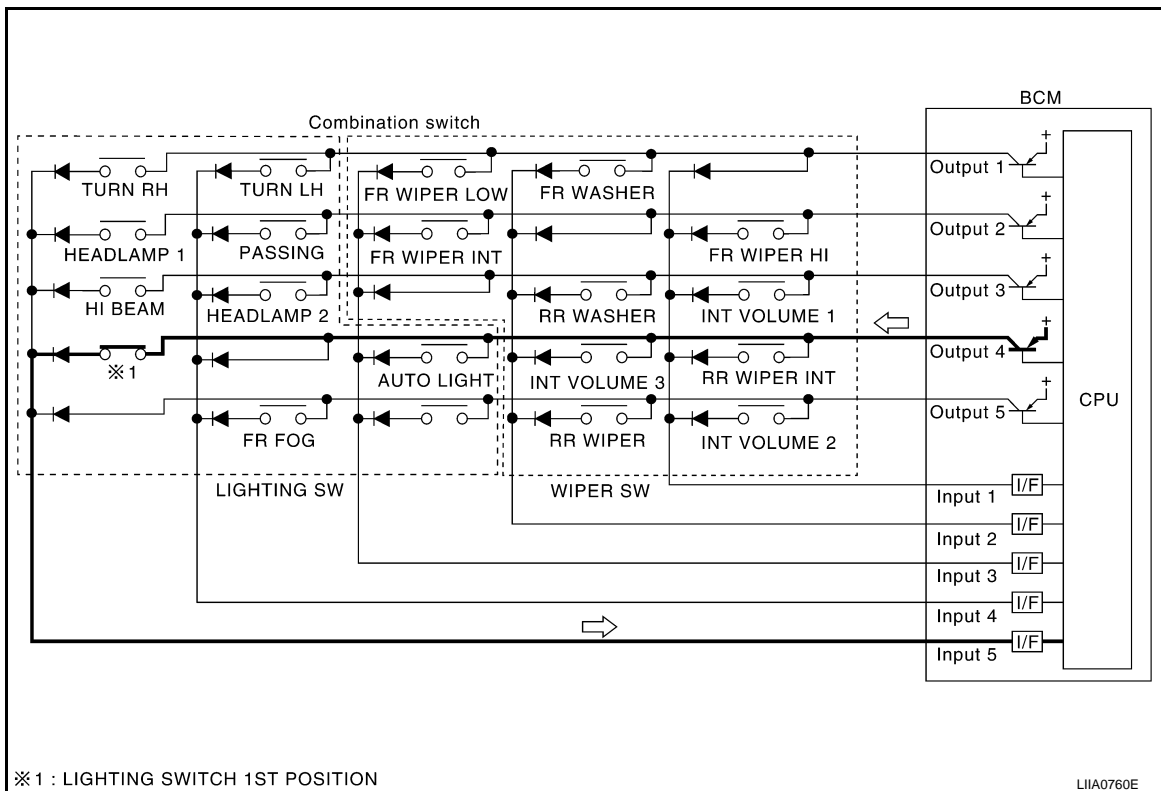 BCM
Combination switch
Output 1
TURN RH
TURN LH
FR WIPER LOW
FR WASHER
Output 2
HEADLAMP 1
PASSING
FR WIPER INT
FR WIPER HI
Output 3
HI BEAM
HEADLAMP 2
RR WASHER
INT VOLUME 1
Output 4
※1
AUTO LIGHT
INT VOLUME 3
RR WIPER INT
CPU
Output 5
FR FOG
RR WIPER
INT VOLUME 2
LIGHTING SW
WIPER SW
Input 1
I/F
Input 2
I/F
Input 3
I/F
Input 4
I/F
Input 5
I/F
+
+
+
+
+
※1 : LIGHTING SWITCH 1ST POSITION
LIIA0760E